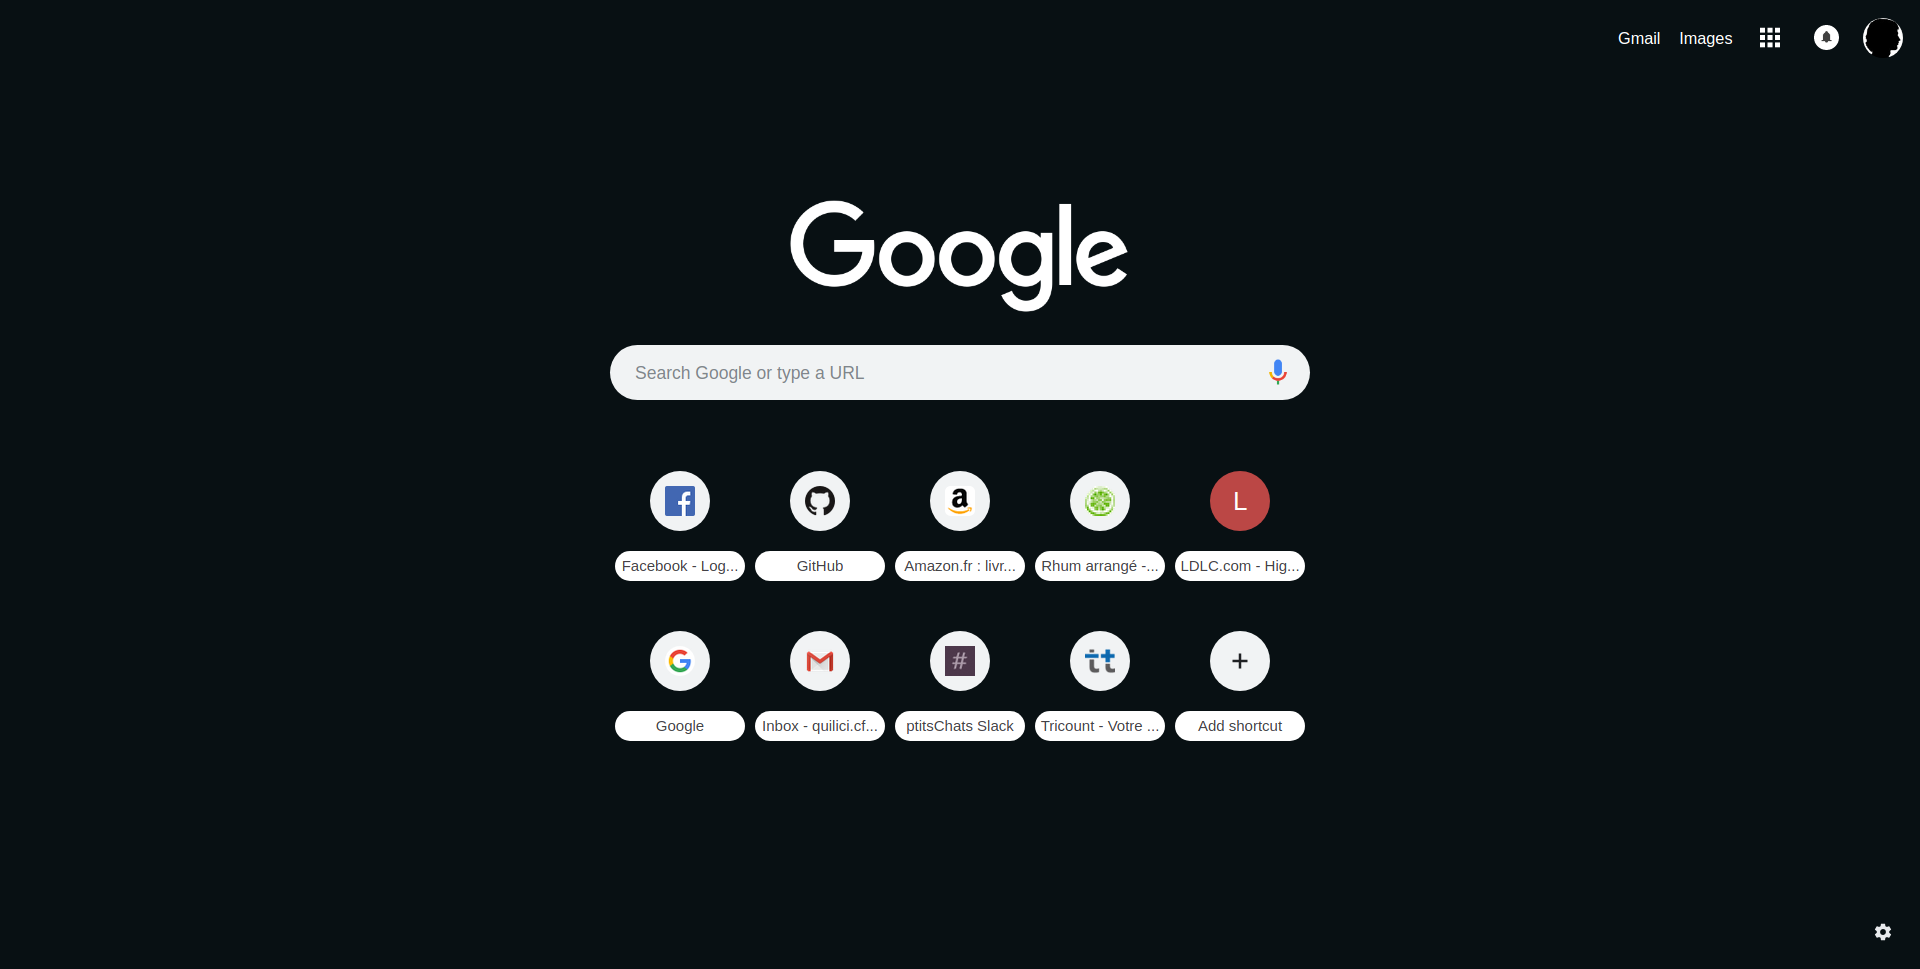 Gmail Images
Google
Search Google or type a URL
L
Facebook - Log... GitHub Amazon.fr : livr... Rhum arrangé -... LDLC.com - Hig...
Google Inbox - quilici.cf... ptitsChats Slack Tricount - Votre ... Add shortcut